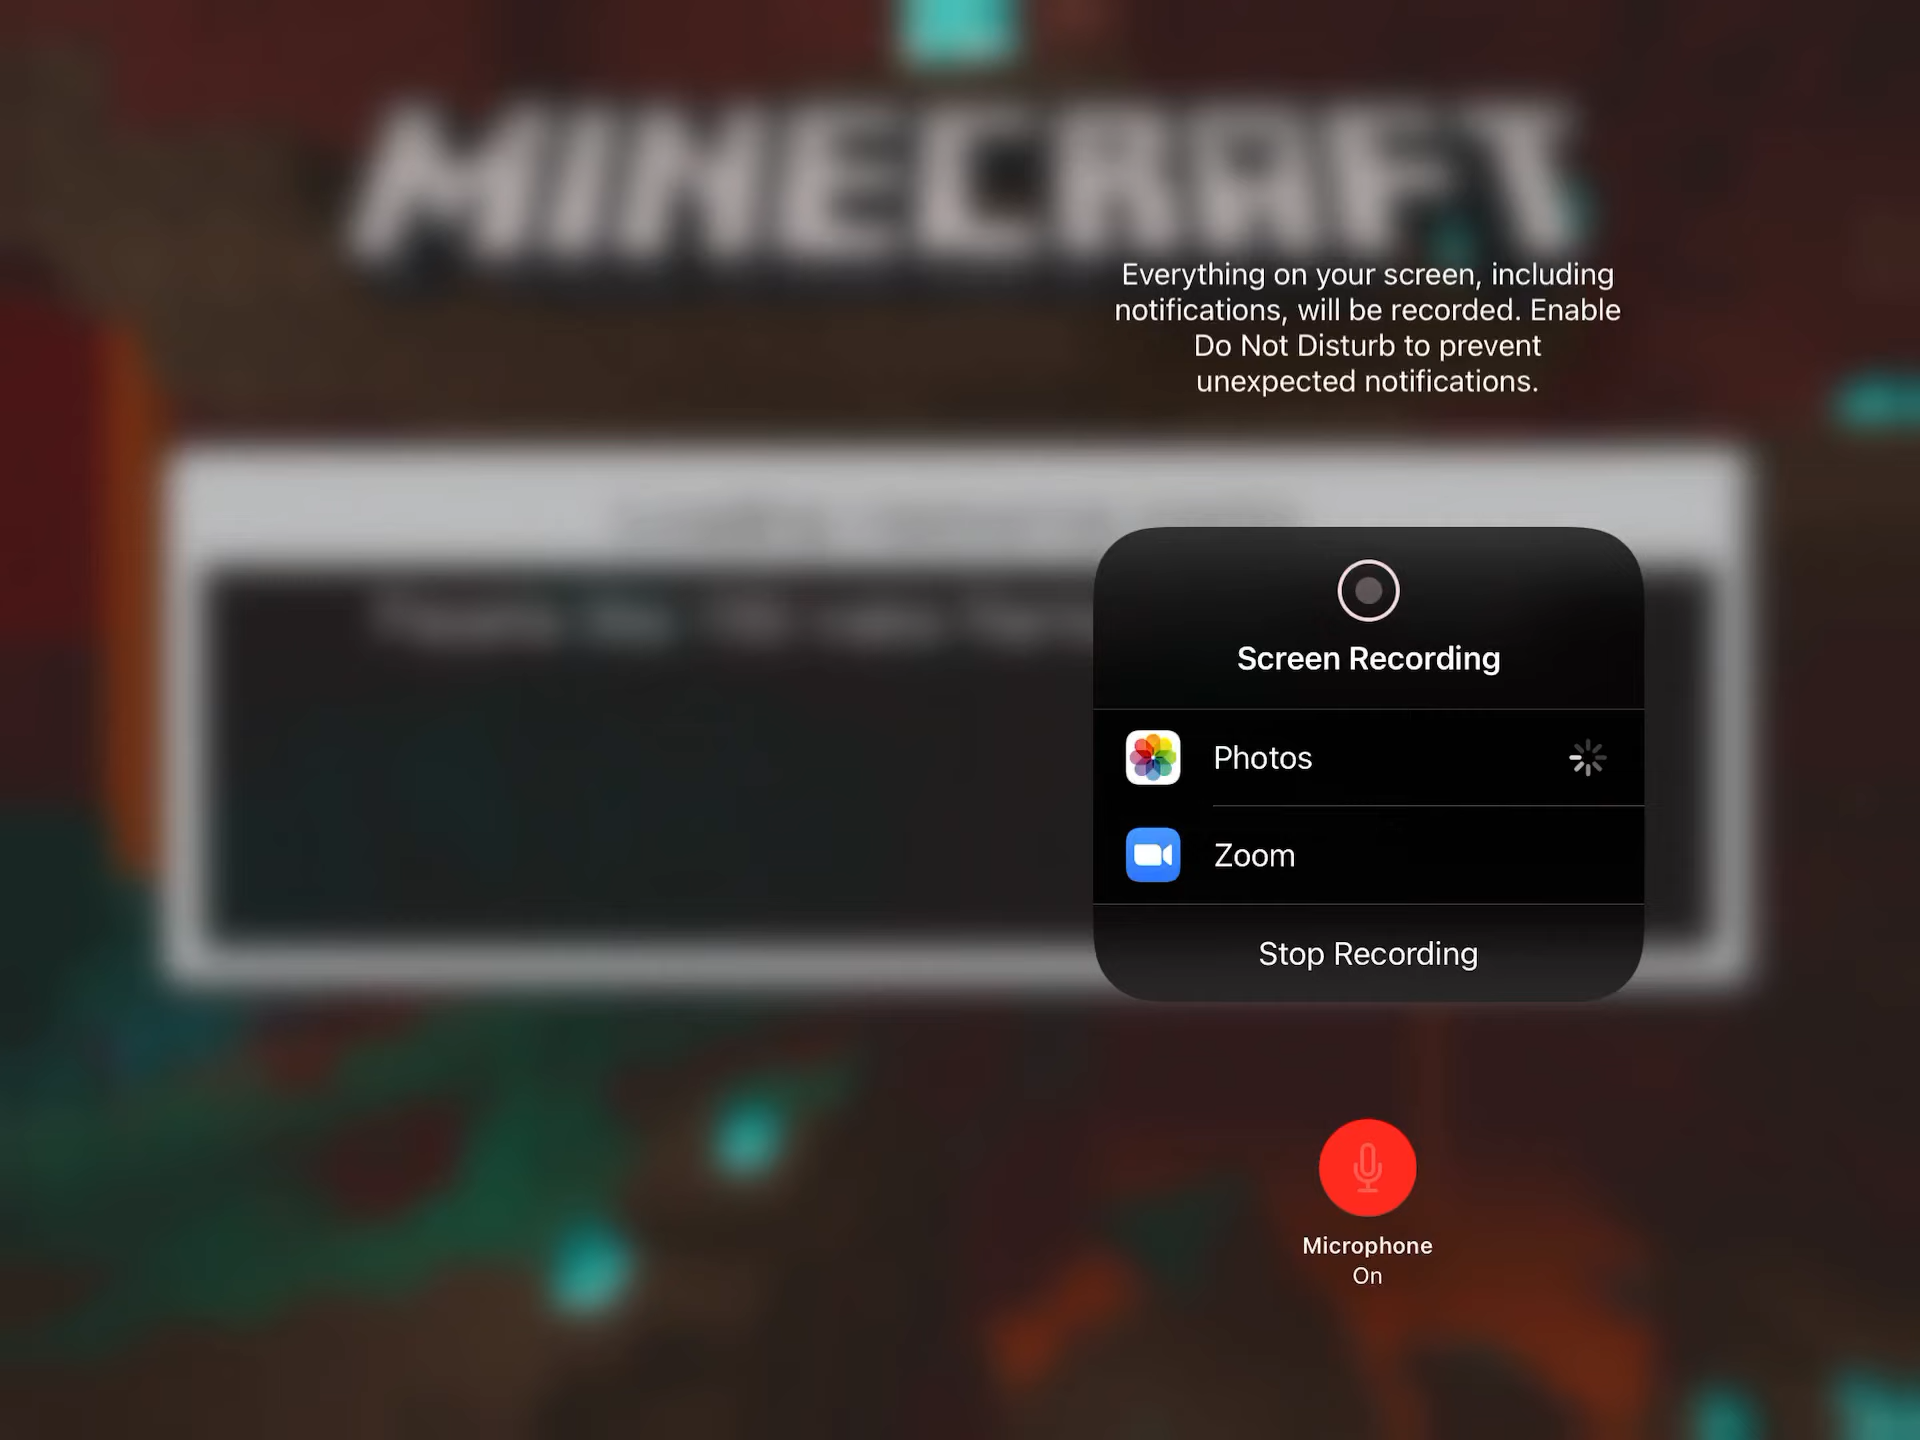 MINECRAFT
Everything on your screen, including
notifications, will be recorded. Enable
Do Not Disturb to prevent
unexpected notifications.
Screen Recording
Photos
Zoom
Stop Recording
Microphone
On